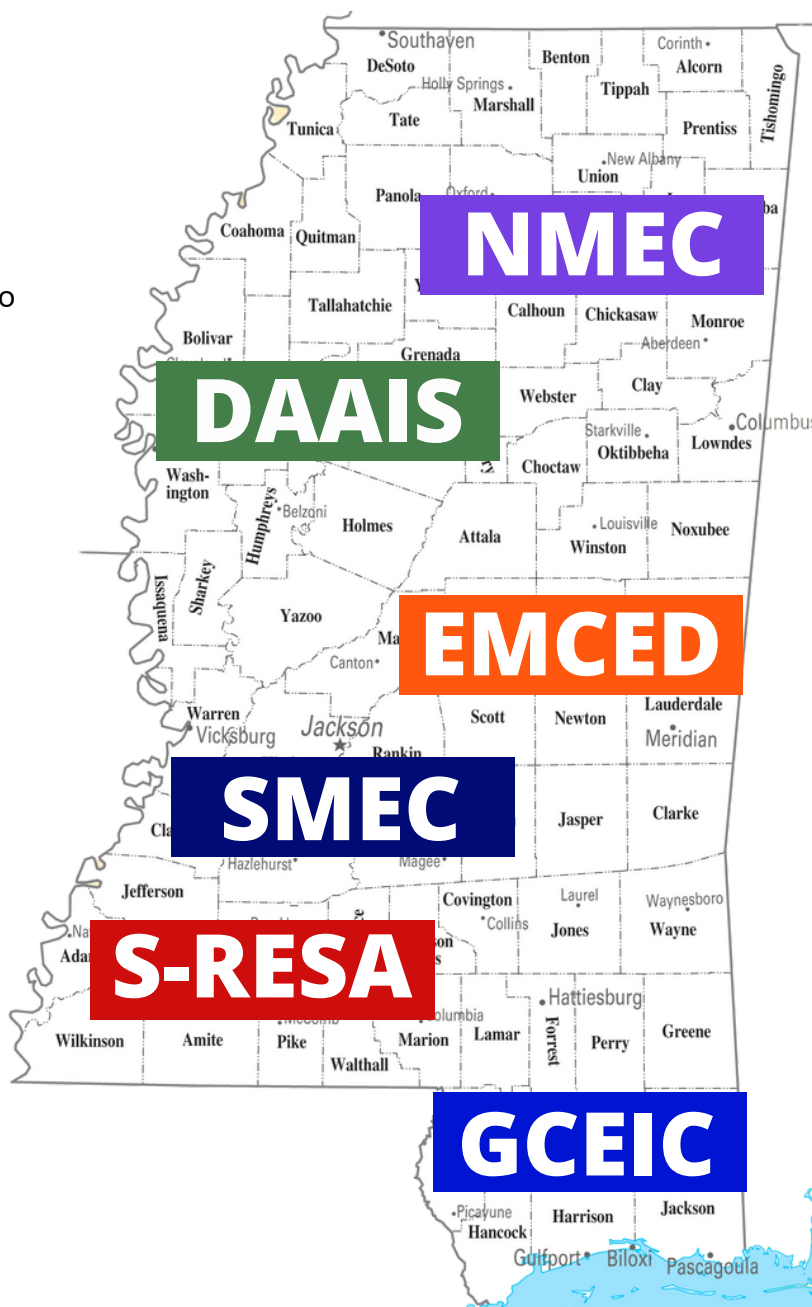 Southaven
DeSoto
Benton
Corinth
Alcorn
Tishomingo
Holly Springs
Marshall
Tippah
Tunica
Tate
Prentiss
New Albany
Union
Panola
Oxford
Coahoma
Quitman
NMEC
Tallahatchie
Calhoun
Chickasaw
Monroe
Bolivar
Aberdeen
Grenada
DAAIS
Webster
Clay
Columbus
Starkville
Oktibbeha
Lowndes
Choctaw
Wash-
ington
Humphreys
Belzoni
Holmes
Attala
Louisville
Winston
Noxubee
Issaquena
Sharkey
Yazoo
EMCED
Canton
Warren
Vicksburg
Jackson
Rankin
Scott
Newton
Lauderdale
Meridian
SMEC
Jasper
Clarke
Hazlehurst
Magee
Jefferson
Covington
Collins
Laurel
Jones
Waynesboro
Wayne
S-RESA
Hattiesburg
Wilkinson
Amite
Pike
Walthall
Marion
Lamar
Forrest
Perry
Greene
GCEIC
Picayune
Hancock
Harrison
Jackson
Gulfport
Biloxi
Pascagoula